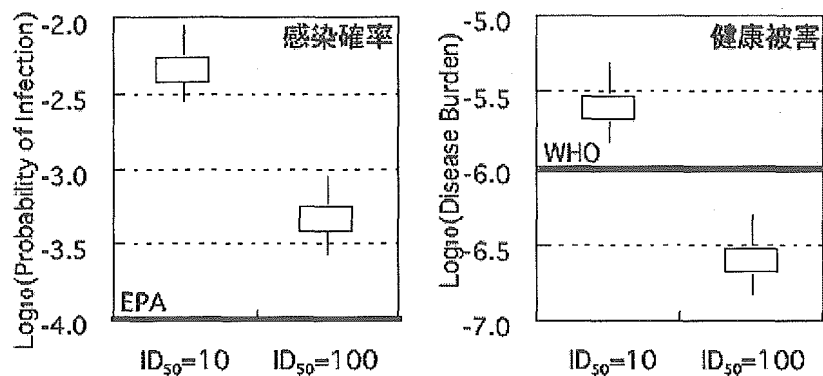 Log₁₀(Probability of Infection)
-2.0
-2.5
-3.0
-3.5
-4.0
感染確率
EPA
ID₅₀=10
ID₅₀=100
Log₁₀(Disease Burden)
-5.0
-5.5
-6.0
-6.5
-7.0
健康被害
WHO
ID₅₀=10
ID₅₀=100